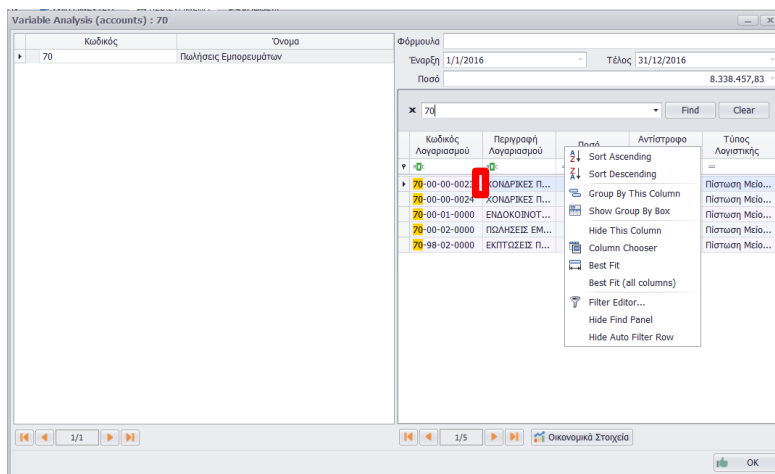 Variable Analysis (accounts) : 70
Κωδικός Όνομα
70 Πωλήσεις Εμπορευμάτων
Φόρμουλα
Έναρξη 1/1/2016 Τέλος 31/12/2016
Ποσό 8.338.457,83
70 Find Clear
Κωδικός Λογαριασμού Περιγραφή Λογαριασμού Ποσό Αντίστροφο Τύπος Λογιστικής
70-00-00-0023 ΧΟΝΔΡΙΚΕΣ Π... Πίστωση Μείο...
70-00-00-0024 ΧΟΝΔΡΙΚΕΣ Π... Πίστωση Μείο...
70-00-01-0000 ΕΝΔΟΚΟΙΝΟΤ... Πίστωση Μείο...
70-00-02-0000 ΠΩΛΗΣΕΙΣ ΕΜ... Πίστωση Μείο...
70-98-02-0000 ΕΚΠΤΩΣΕΙΣ Π... Πίστωση Μείο...
Sort Ascending
Sort Descending
Group By This Column
Show Group By Box
Hide This Column
Column Chooser
Best Fit
Best Fit (all columns)
Filter Editor...
Hide Find Panel
Hide Auto Filter Row
1/1
1/5 Οικονομικά Στοιχεία
OK